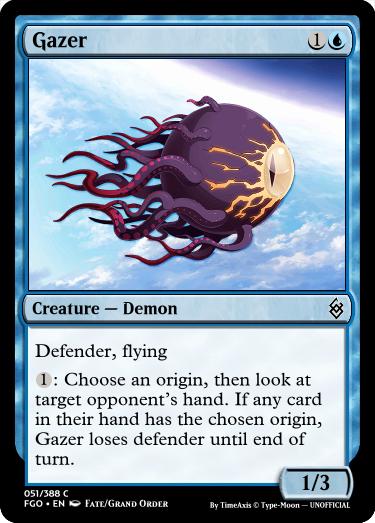 Gazer
1
Creature — Demon
Defender, flying
1: Choose an origin, then look at
target opponent's hand. If any card
in their hand has the chosen origin,
Gazer loses defender until end of
turn.
1/3
051/388 C
FGO • EN Fate/Grand Order
By TimeAxis © Type-Moon — UNOFFICIAL